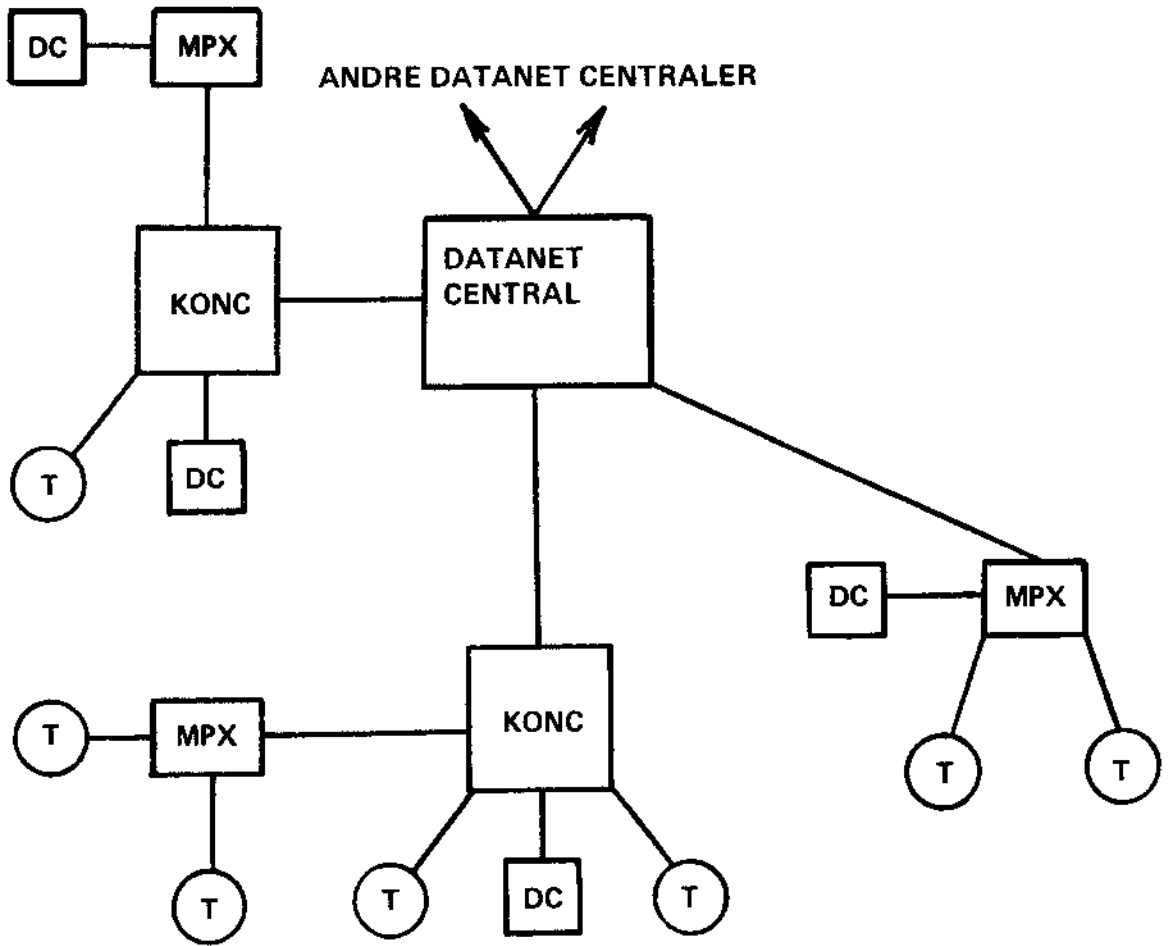 DC
MPX
ANDRE DATANET CENTRALER
DATANET
CENTRAL
KONC
T
DC
DC
MPX
T
MPX
KONC
T
T
T
T
DC
T